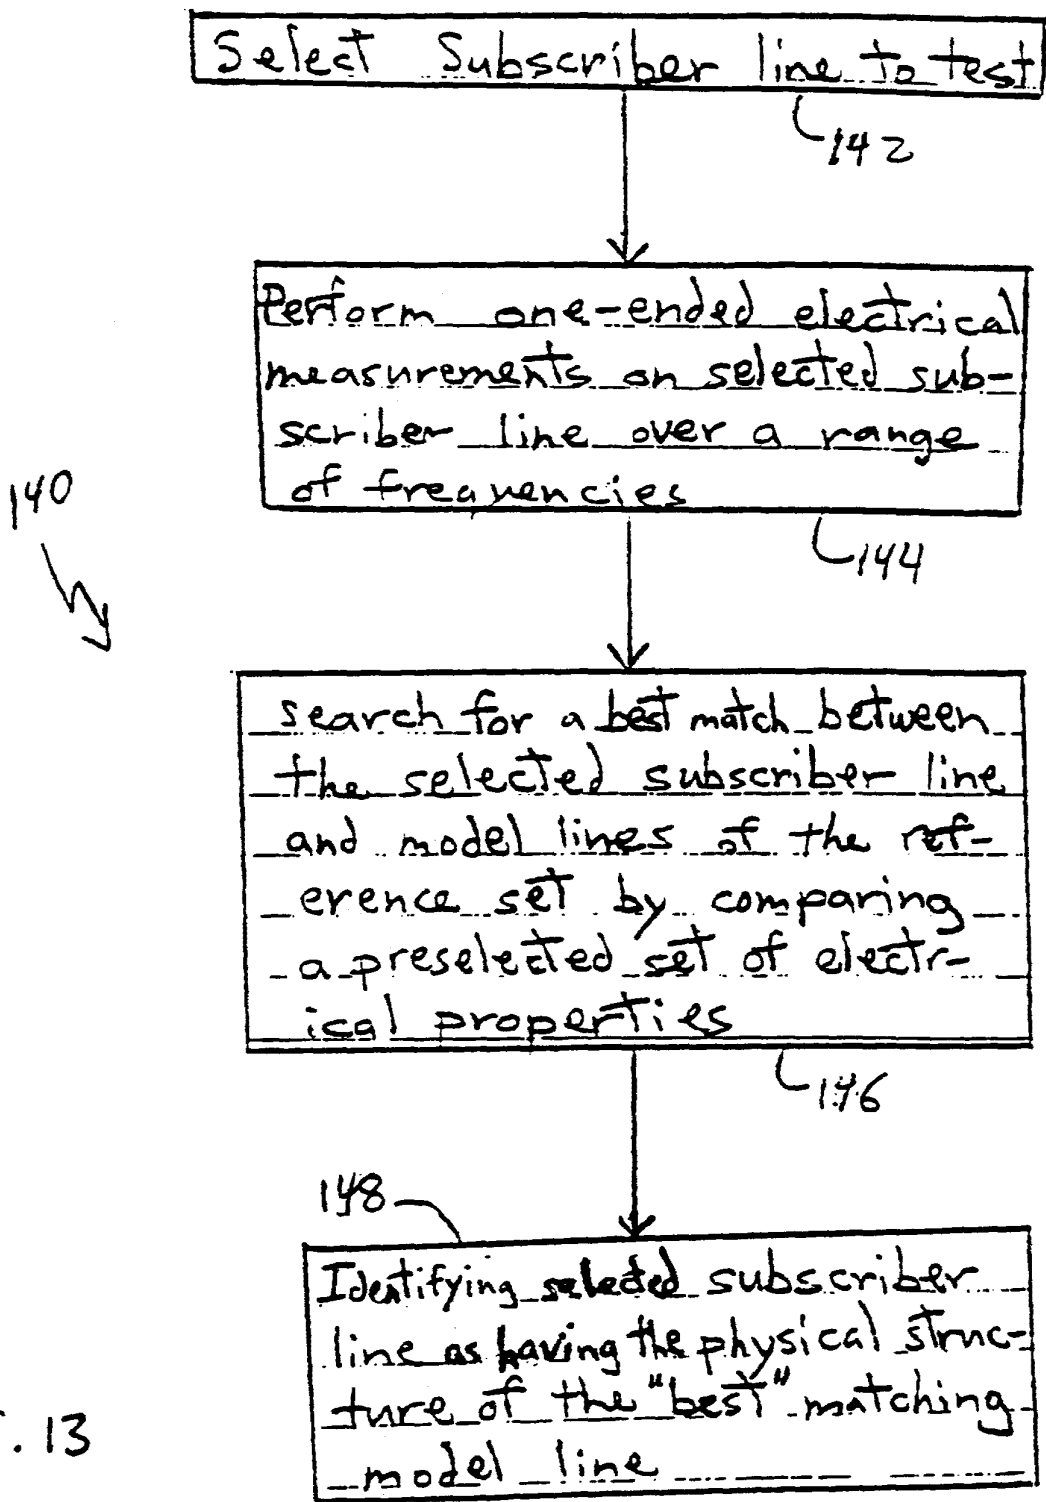 Select Subscriber line to test
142
Perform one-ended electrical
measurements on selected sub-
scriber line over a range
of frequencies
144
140
search for a best match between
the selected subscriber line
and model lines of the ref-
erence set by comparing
a preselected set of electr-
ical properties
146
148
Identifying selected subscriber
line as having the physical struc-
ture of the "best" matching
model line
. 13